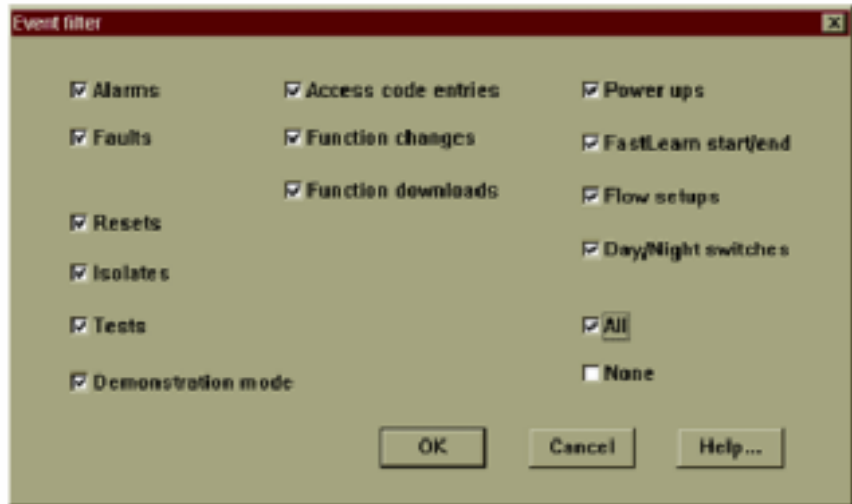 Event filter
Alarms
Access code entries
Power ups
Faults
Function changes
FastLearn start/end
Function downloads
Flow setups
Resets
Day/Night switches
Isolates
Tests
All
Demonstration mode
None
OK
Cancel
Help...